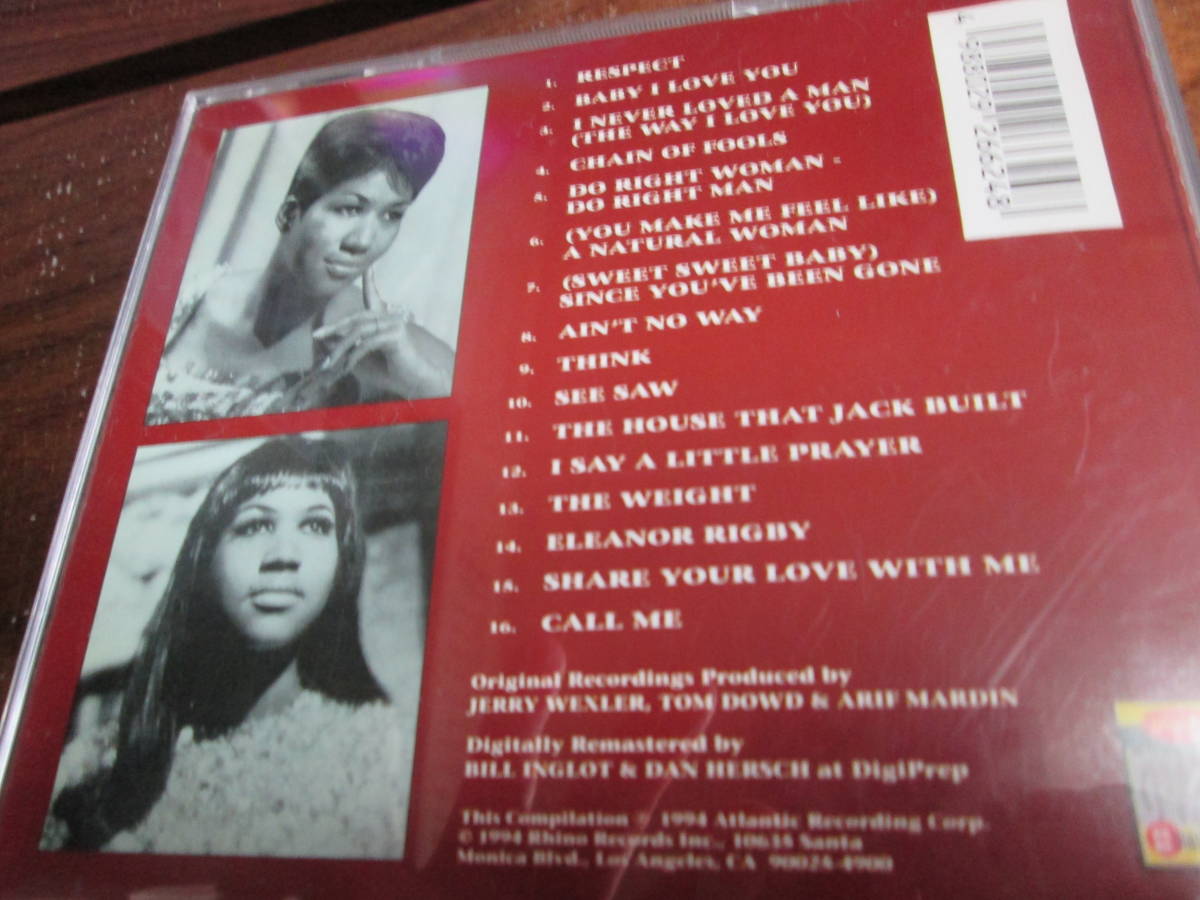 1. RESPECT
2. BABY I LOVE YOU
3. I NEVER LOVED A MAN
(THE WAY I LOVE YOU)
4. CHAIN OF FOOLS
5. DO RIGHT WOMAN -
DO RIGHT MAN
6. (YOU MAKE ME FEEL LIKE)
A NATURAL WOMAN
7. (SWEET SWEET BABY)
SINCE YOU'VE BEEN GONE
8. AIN'T NO WAY
9. THINK
10. SEE SAW
11. THE HOUSE THAT JACK BUILT
12. I SAY A LITTLE PRAYER
13. THE WEIGHT
14. ELEANOR RIGBY
15. SHARE YOUR LOVE WITH ME
16. CALL ME
Original Recordings Produced by
JERRY WEXLER, TOM DOWD & ARIF MARDIN
Digitally Remastered by
BILL INGLOT & DAN HERSCH at DigiPrep
This Compilation ℗ 1994 Atlantic Recording Corp.
© 1994 Rhino Records Inc., 10635 Santa
Monica Blvd., Los Angeles, CA 90025-4900
4 988029 266248